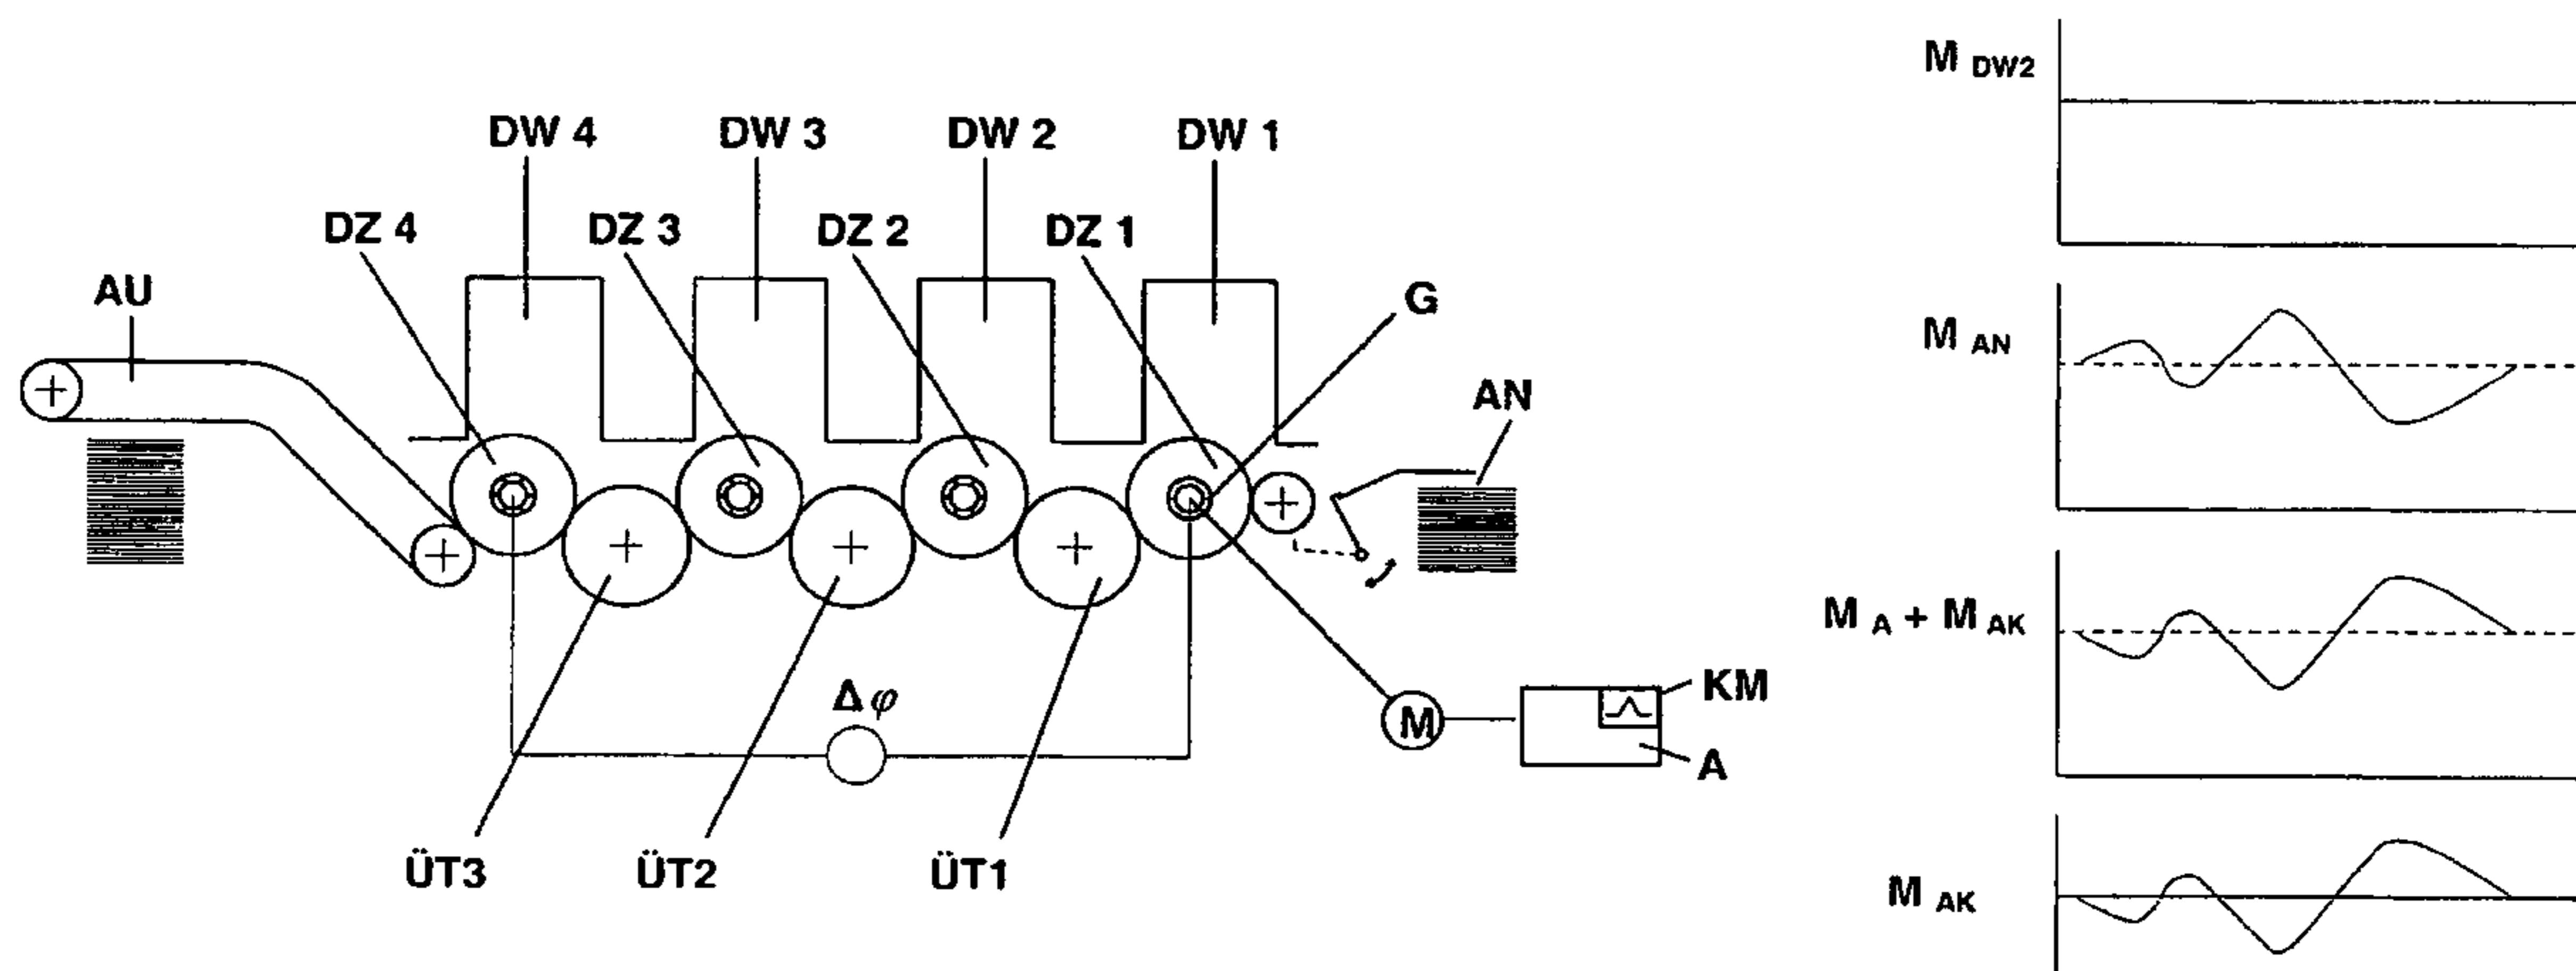 DW 4
DW 3
DW 2
DW 1
DZ 4
DZ 3
DZ 2
DZ 1
AU
G
AN
Δφ
M
KM
A
ÜT3
ÜT2
ÜT1
M DW2
M AN
M A + M AK
M AK